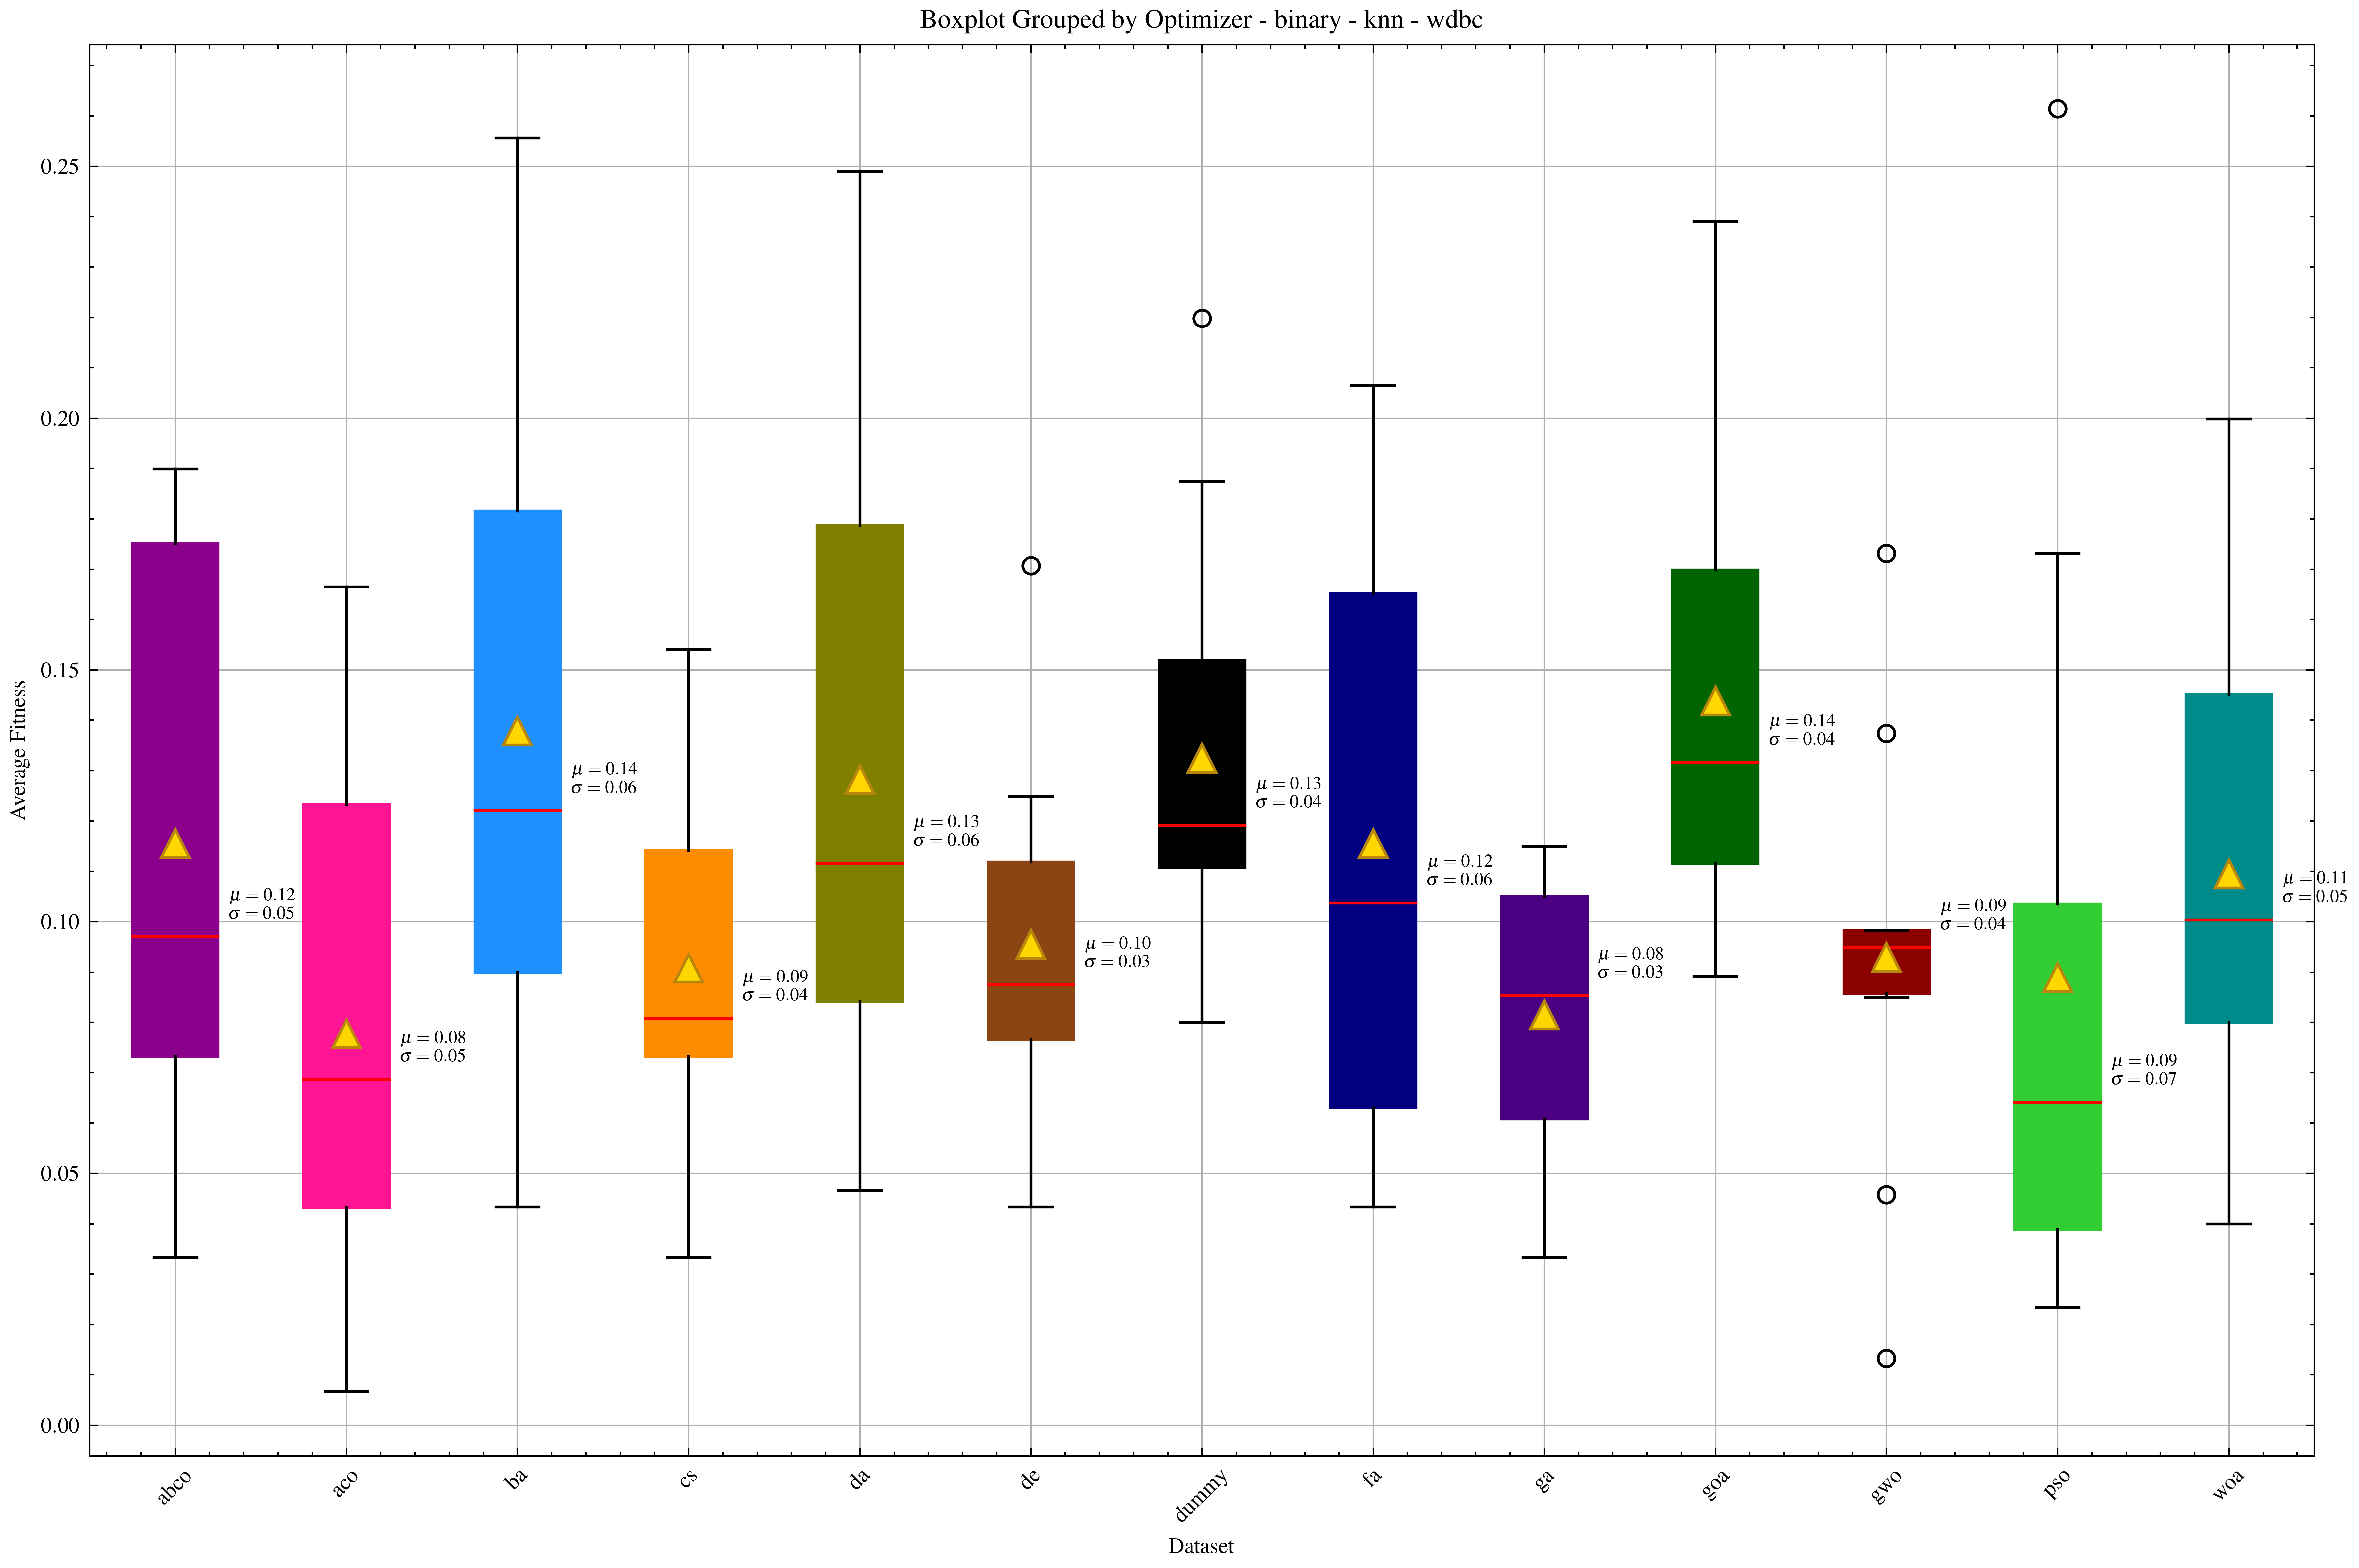 Boxplot Grouped by Optimizer - binary - knn - wdbc
Average Fitness
0.25
0.20
0.15
0.10
0.05
0.00
μ = 0.12
σ = 0.05
μ = 0.08
σ = 0.05
μ = 0.14
σ = 0.06
μ = 0.09
σ = 0.04
μ = 0.13
σ = 0.06
μ = 0.10
σ = 0.03
μ = 0.13
σ = 0.04
μ = 0.12
σ = 0.06
μ = 0.08
σ = 0.03
μ = 0.14
σ = 0.04
μ = 0.09
σ = 0.04
μ = 0.09
σ = 0.07
μ = 0.11
σ = 0.05
abco
aco
ba
cs
da
de
dummy
fa
ga
goa
gwo
pso
woa
Dataset